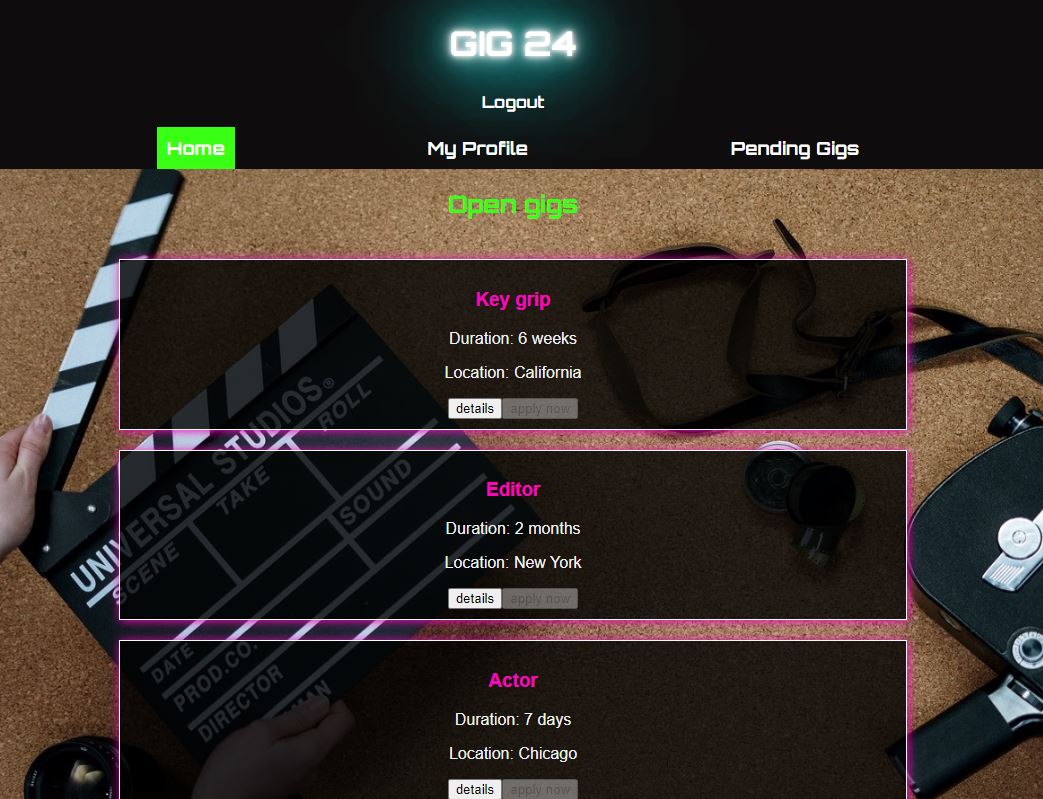 GIG 24
Logout
Home My Profile Pending Gigs
Open gigs
Key grip
Duration: 6 weeks
Location: California
details apply now
Editor
Duration: 2 months
Location: New York
details apply now
Actor
Duration: 7 days
Location: Chicago
details apply now
UNIVERSAL STUDIOS®
SCENE TAKE ROLL
SOUND
DATE
PROD.CO.
DIRECTOR